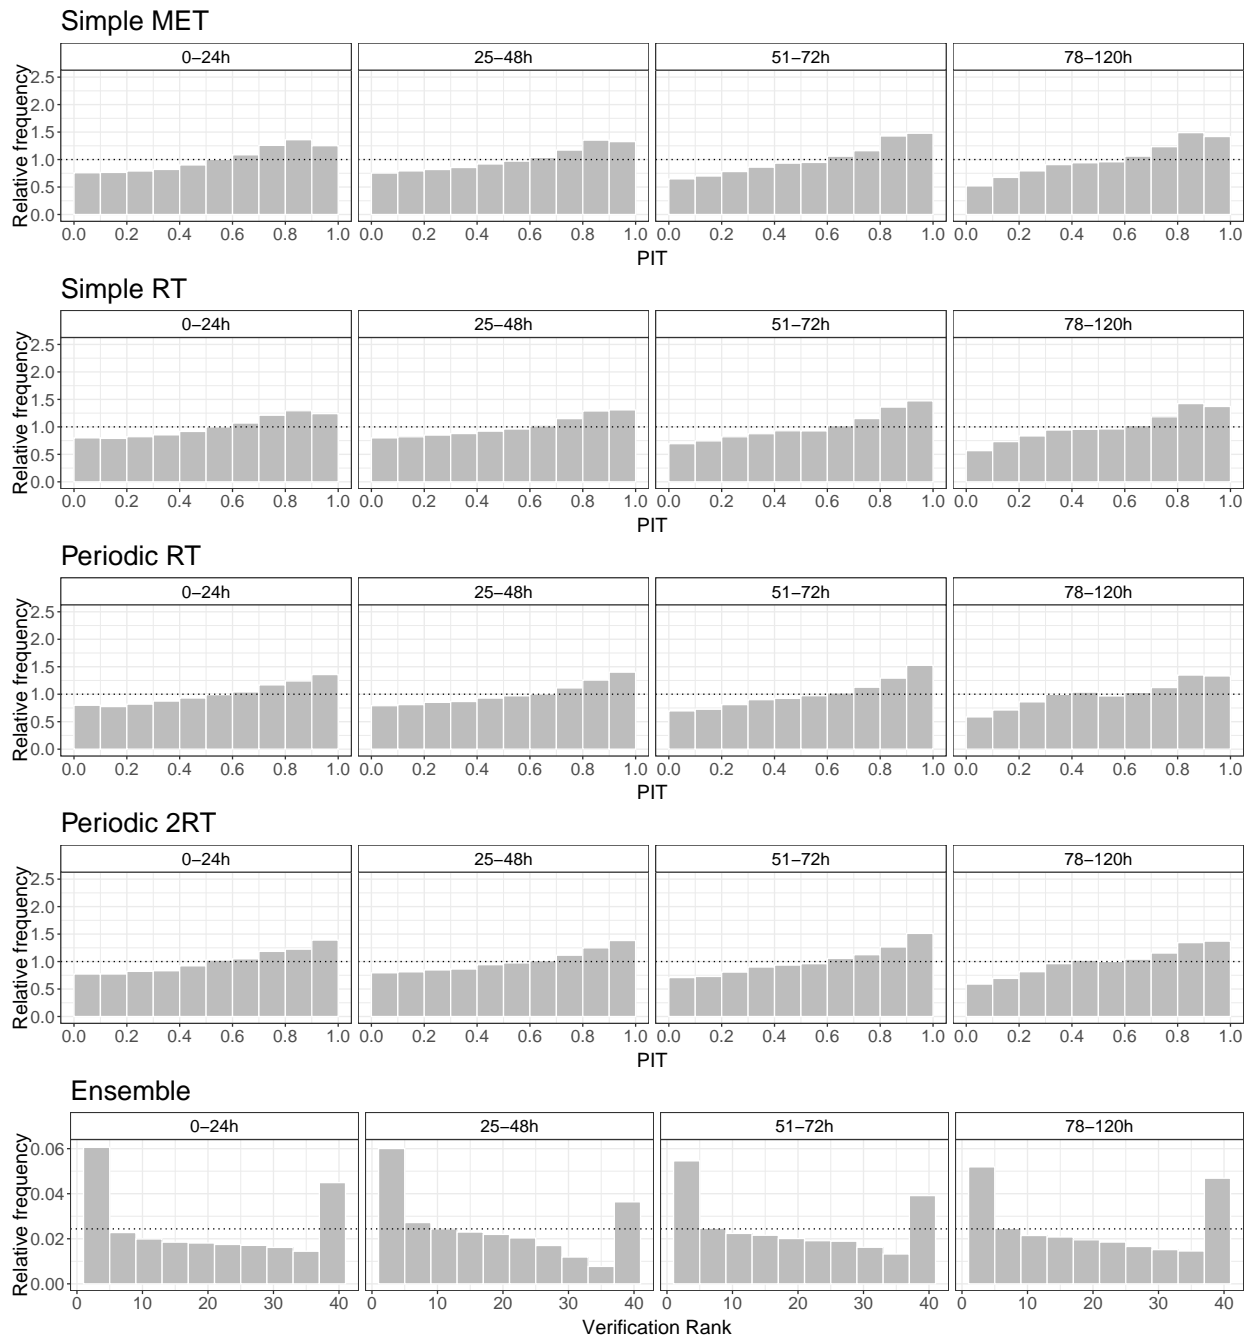 Simple MET
0–24h 25–48h 51–72h 78–120h
Relative frequency
2.5
2.0
1.5
1.0
0.5
0.0
0.0 0.2 0.4 0.6 0.8 1.0 0.0 0.2 0.4 0.6 0.8 1.0 0.0 0.2 0.4 0.6 0.8 1.0 0.0 0.2 0.4 0.6 0.8 1.0
PIT
Simple RT
0–24h 25–48h 51–72h 78–120h
Relative frequency
2.5
2.0
1.5
1.0
0.5
0.0
0.0 0.2 0.4 0.6 0.8 1.0 0.0 0.2 0.4 0.6 0.8 1.0 0.0 0.2 0.4 0.6 0.8 1.0 0.0 0.2 0.4 0.6 0.8 1.0
PIT
Periodic RT
0–24h 25–48h 51–72h 78–120h
Relative frequency
2.5
2.0
1.5
1.0
0.5
0.0
0.0 0.2 0.4 0.6 0.8 1.0 0.0 0.2 0.4 0.6 0.8 1.0 0.0 0.2 0.4 0.6 0.8 1.0 0.0 0.2 0.4 0.6 0.8 1.0
PIT
Periodic 2RT
0–24h 25–48h 51–72h 78–120h
Relative frequency
2.5
2.0
1.5
1.0
0.5
0.0
0.0 0.2 0.4 0.6 0.8 1.0 0.0 0.2 0.4 0.6 0.8 1.0 0.0 0.2 0.4 0.6 0.8 1.0 0.0 0.2 0.4 0.6 0.8 1.0
PIT
Ensemble
0–24h 25–48h 51–72h 78–120h
Relative frequency
0.06
0.04
0.02
0.00
0 10 20 30 40 0 10 20 30 40 0 10 20 30 40 0 10 20 30 40
Verification Rank